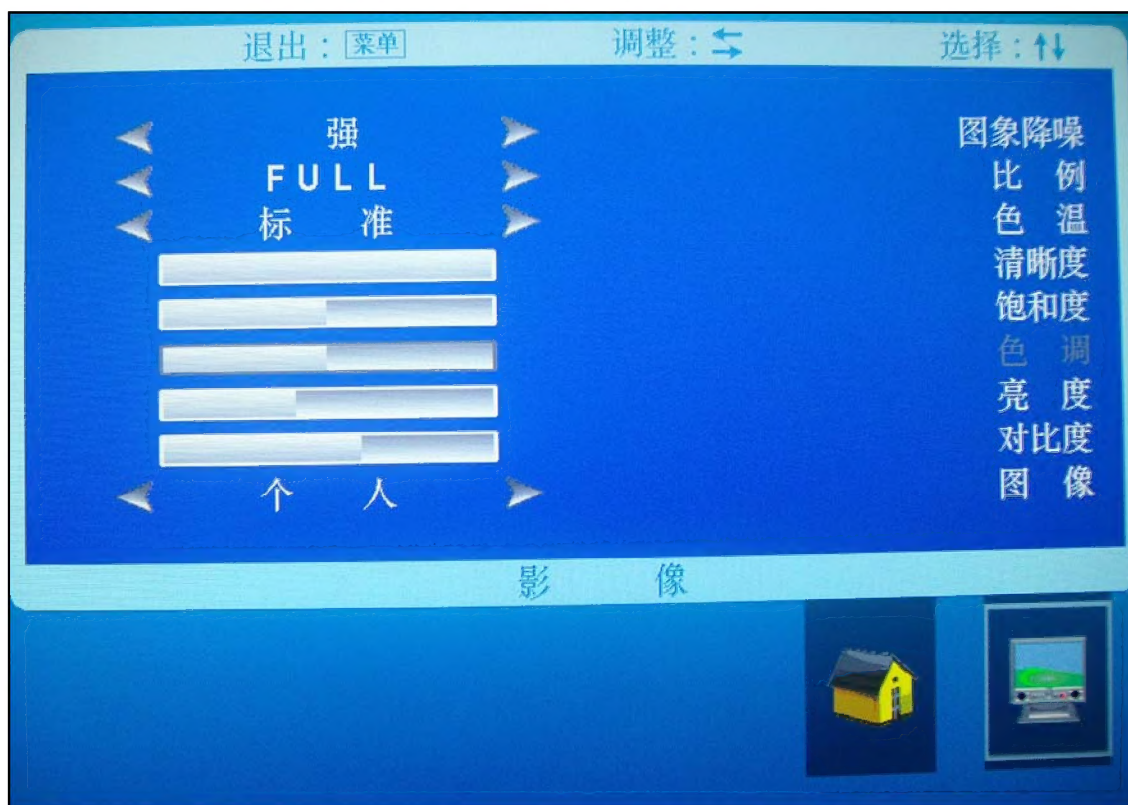 退出：菜单 调整：⇆ 选择：↑↓
强 图象降噪
FULL 比例
标准 色温
清晰度
饱和度
色调
亮度
对比度
个人 图像
影像